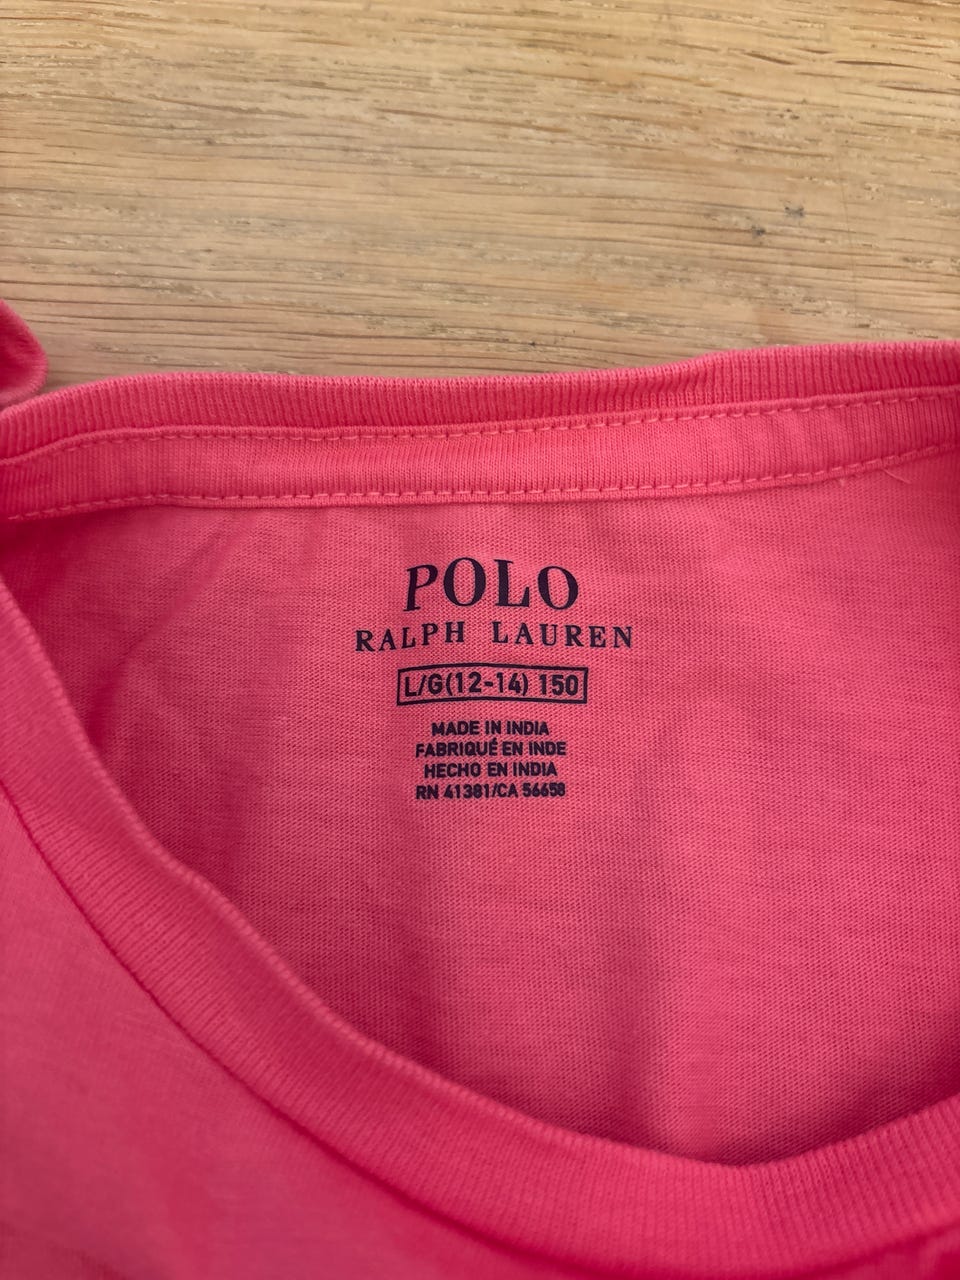 POLO
RALPH LAUREN
L/G(12-14) 150
MADE IN INDIA
FABRIQUÉ EN INDE
HECHO EN INDIA
RN 41381/CA 56658